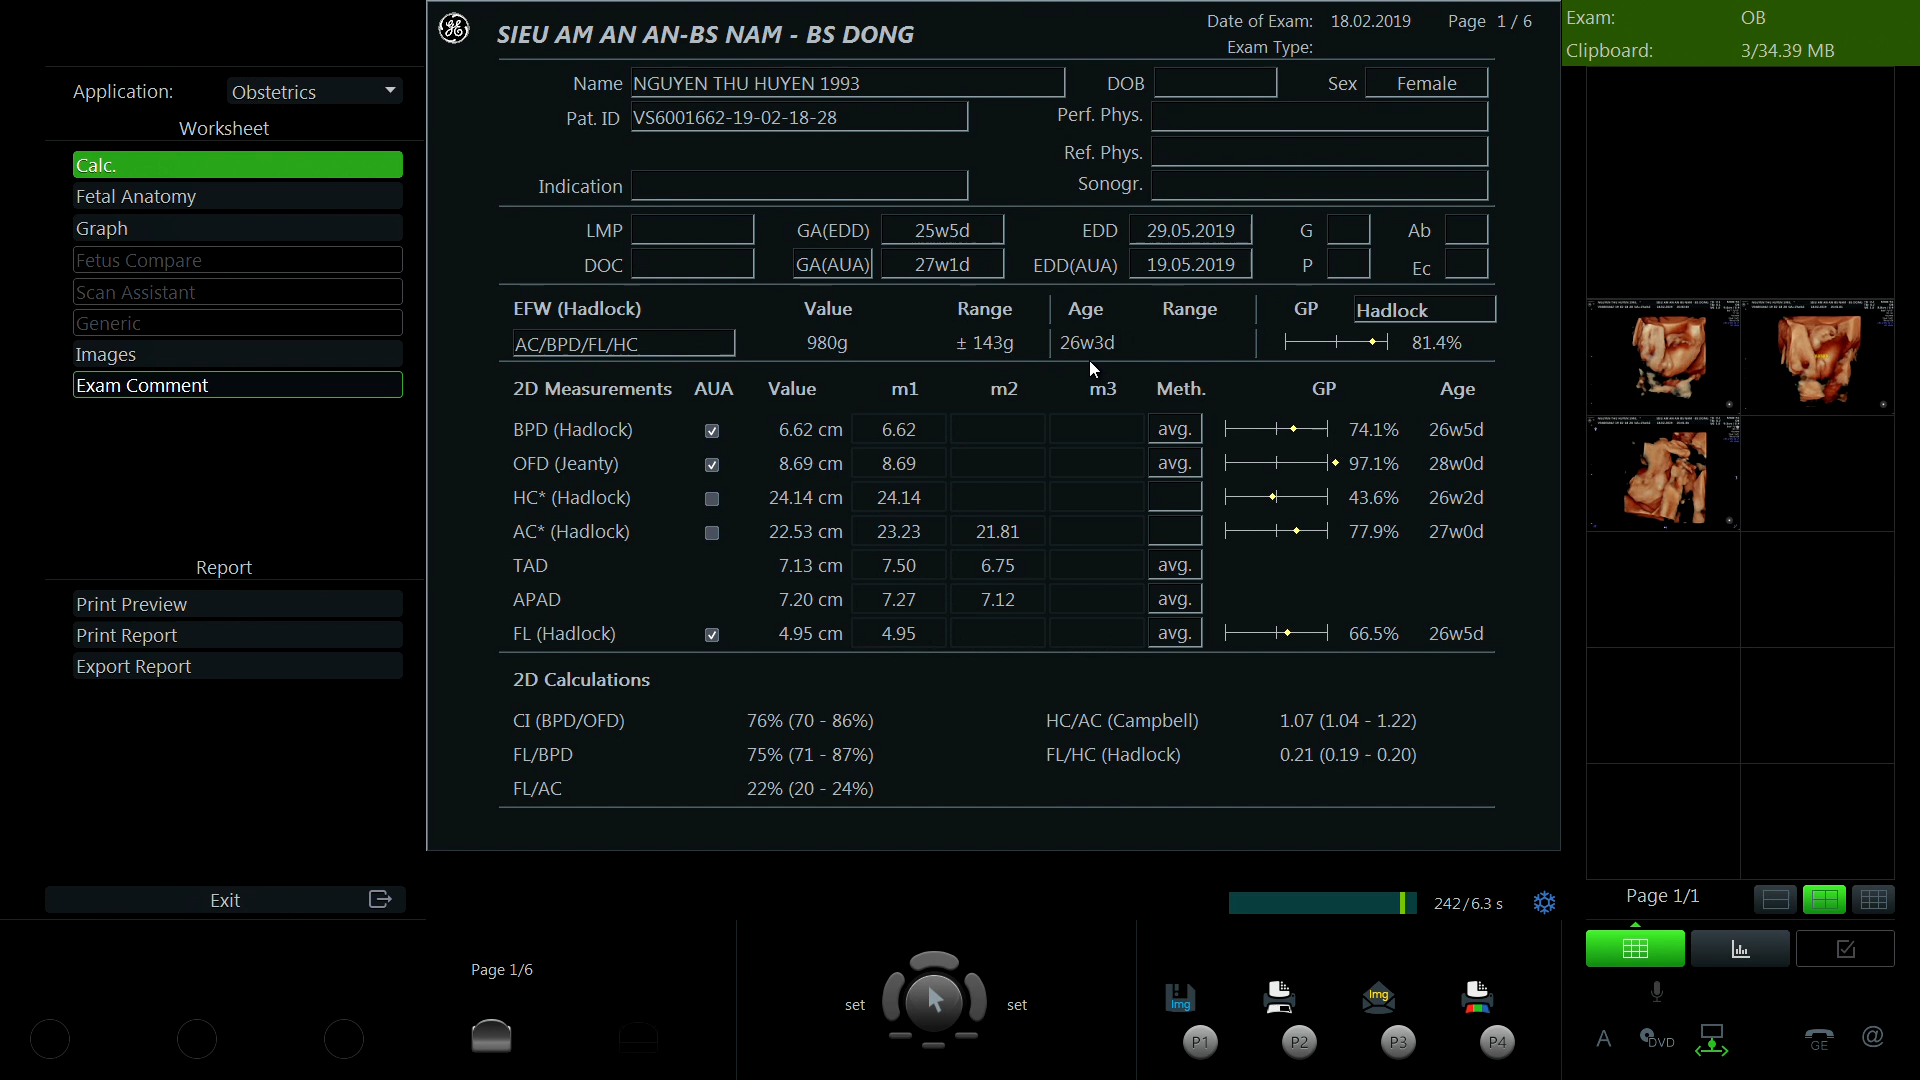 SIEU AM AN AN-BS NAM - BS DONG
Date of Exam: 18.02.2019 Page 1 / 6
Exam Type:
Exam: OB
Clipboard: 3/34.39 MB
Application: Obstetrics
Worksheet
Calc.
Fetal Anatomy
Graph
Fetus Compare
Scan Assistant
Generic
Images
Exam Comment
Report
Print Preview
Print Report
Export Report
Exit
Name NGUYEN THU HUYEN 1993 DOB Sex Female
Pat. ID VS6001662-19-02-18-28 Perf. Phys.
Ref. Phys.
Indication Sonogr.
LMP GA(EDD) 25w5d EDD 29.05.2019 G Ab
DOC GA(AUA) 27w1d EDD(AUA) 19.05.2019 P Ec
EFW (Hadlock) Value Range Age Range GP Hadlock
AC/BPD/FL/HC 980g ± 143g 26w3d 81.4%
2D Measurements AUA Value m1 m2 m3 Meth. GP Age
BPD (Hadlock) 6.62 cm 6.62 avg. 74.1% 26w5d
OFD (Jeanty) 8.69 cm 8.69 avg. 97.1% 28w0d
HC* (Hadlock) 24.14 cm 24.14 43.6% 26w2d
AC* (Hadlock) 22.53 cm 23.23 21.81 77.9% 27w0d
TAD 7.13 cm 7.50 6.75 avg.
APAD 7.20 cm 7.27 7.12 avg.
FL (Hadlock) 4.95 cm 4.95 avg. 66.5% 26w5d
2D Calculations
CI (BPD/OFD) 76% (70 - 86%) HC/AC (Campbell) 1.07 (1.04 - 1.22)
FL/BPD 75% (71 - 87%) FL/HC (Hadlock) 0.21 (0.19 - 0.20)
FL/AC 22% (20 - 24%)
242/6.3 s
Page 1/1
Page 1/6
set set
Img Img
P1 P2 P3 P4
A DVD GE @